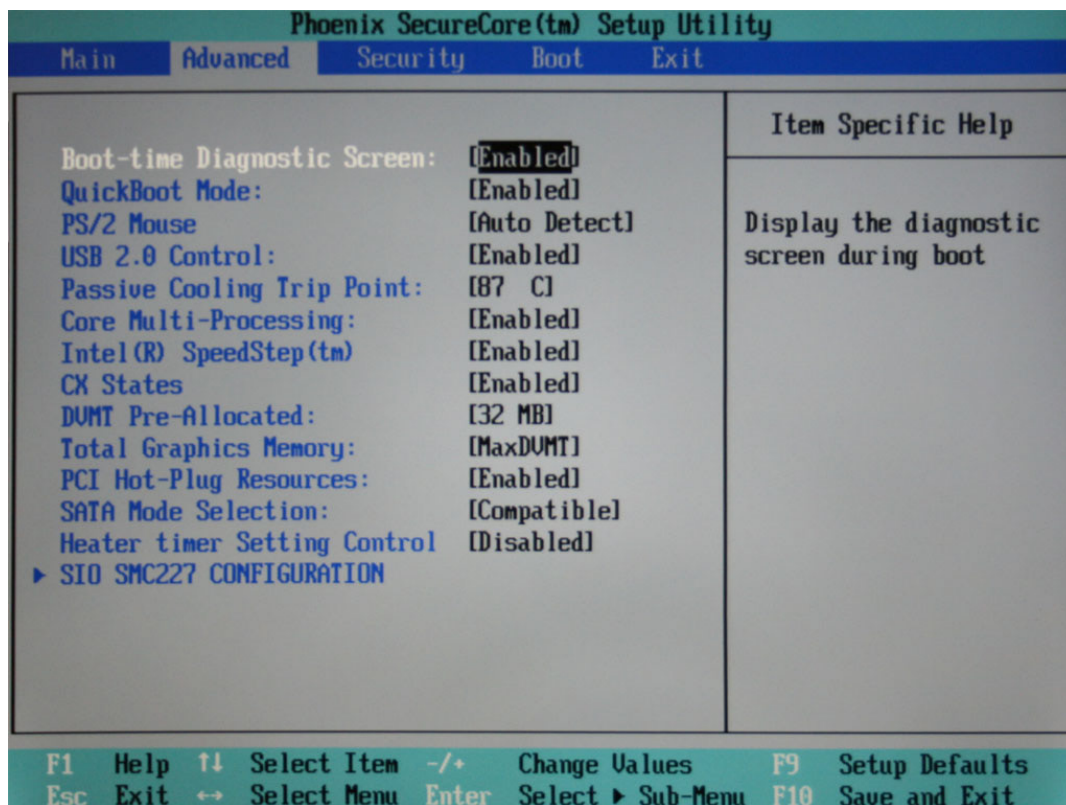 Phoenix SecureCore(tm) Setup Utility
Main Advanced Security Boot Exit
Item Specific Help
Boot-time Diagnostic Screen: [Enabled]
QuickBoot Mode: [Enabled]
PS/2 Mouse [Auto Detect]
USB 2.0 Control: [Enabled]
Passive Cooling Trip Point: [87 C]
Core Multi-Processing: [Enabled]
Intel(R) SpeedStep(tm) [Enabled]
CX States [Enabled]
DVMT Pre-Allocated: [32 MB]
Total Graphics Memory: [MaxDVMT]
PCI Hot-Plug Resources: [Enabled]
SATA Mode Selection: [Compatible]
Heater timer Setting Control [Disabled]
▶ SIO SMC227 CONFIGURATION
Display the diagnostic
screen during boot
F1 Help ↑↓ Select Item -/+ Change Values F9 Setup Defaults
Esc Exit ↔ Select Menu Enter Select ▶ Sub-Menu F10 Save and Exit